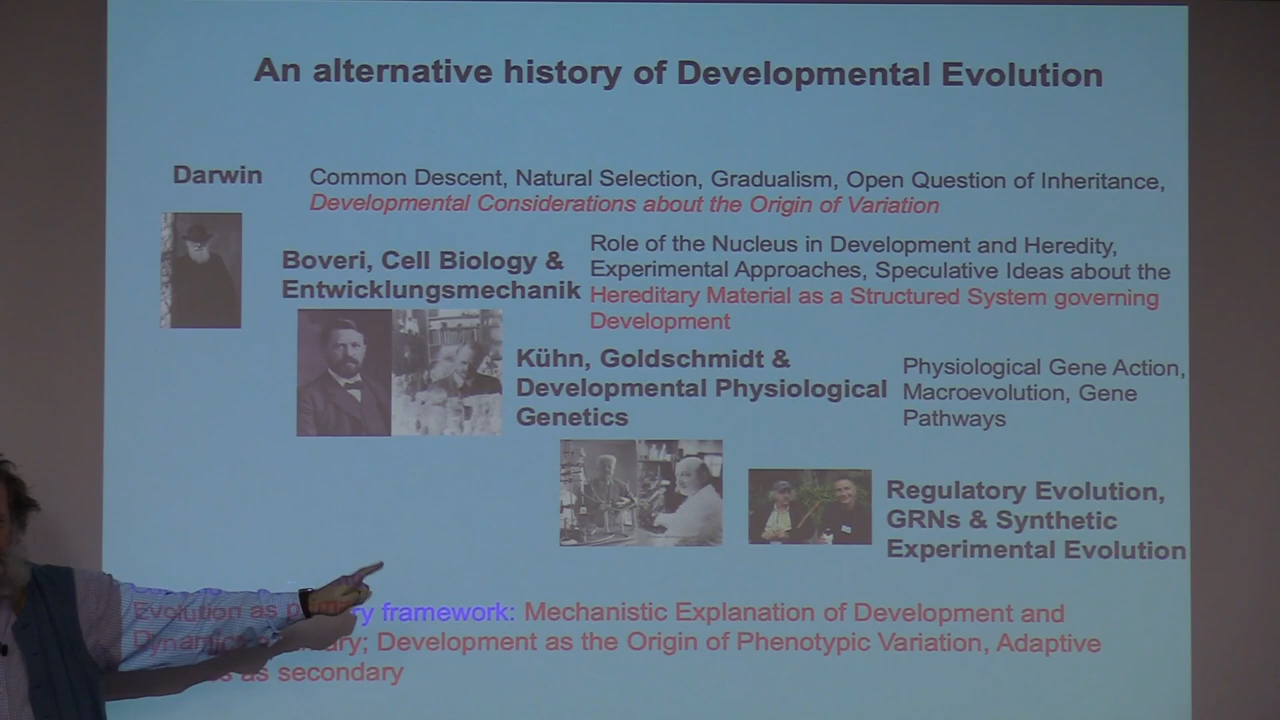 An alternative history of Developmental Evolution
Darwin
Common Descent, Natural Selection, Gradualism, Open Question of Inheritance,
Developmental Considerations about the Origin of Variation
Boveri, Cell Biology &
Entwicklungsmechanik
Role of the Nucleus in Development and Heredity,
Experimental Approaches, Speculative Ideas about the
Hereditary Material as a Structured System governing
Development
Kühn, Goldschmidt &
Developmental Physiological
Genetics
Physiological Gene Action,
Macroevolution, Gene
Pathways
Regulatory Evolution,
GRNs & Synthetic
Experimental Evolution
Evolution as primary framework: Mechanistic Explanation of Development and
Development as the Origin of Phenotypic Variation, Adaptive
as secondary